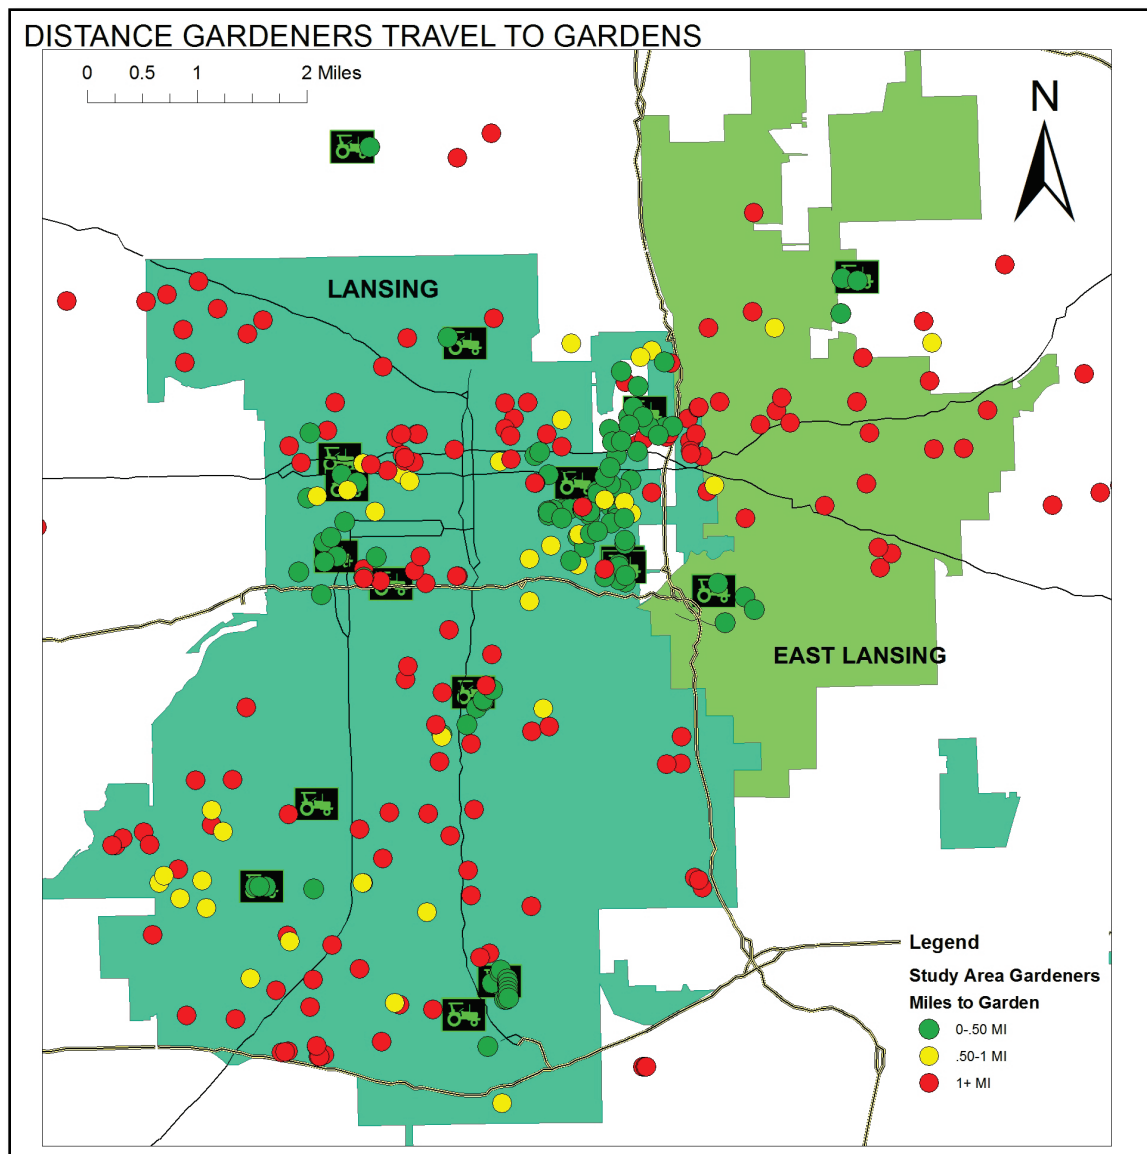 DISTANCE GARDENERS TRAVEL TO GARDENS
0 0.5 1 2 Miles
N
LANSING
EAST LANSING
Legend
Study Area Gardeners
Miles to Garden
0-.50 MI
.50-1 MI
1+ MI